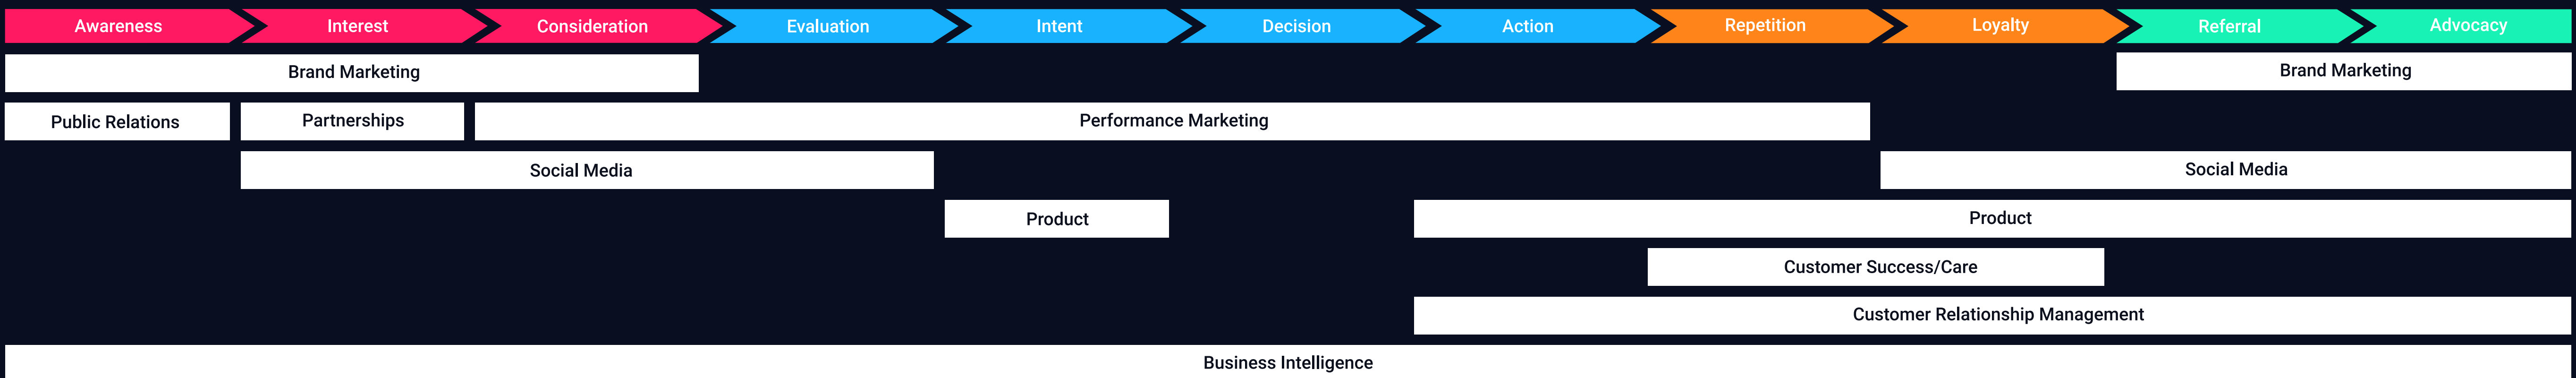 Awareness
Interest
Consideration
Evaluation
Intent
Decision
Action
Repetition
Loyalty
Referral
Advocacy
Brand Marketing
Brand Marketing
Public Relations
Partnerships
Performance Marketing
Social Media
Social Media
Product
Product
Customer Success/Care
Customer Relationship Management
Business Intelligence